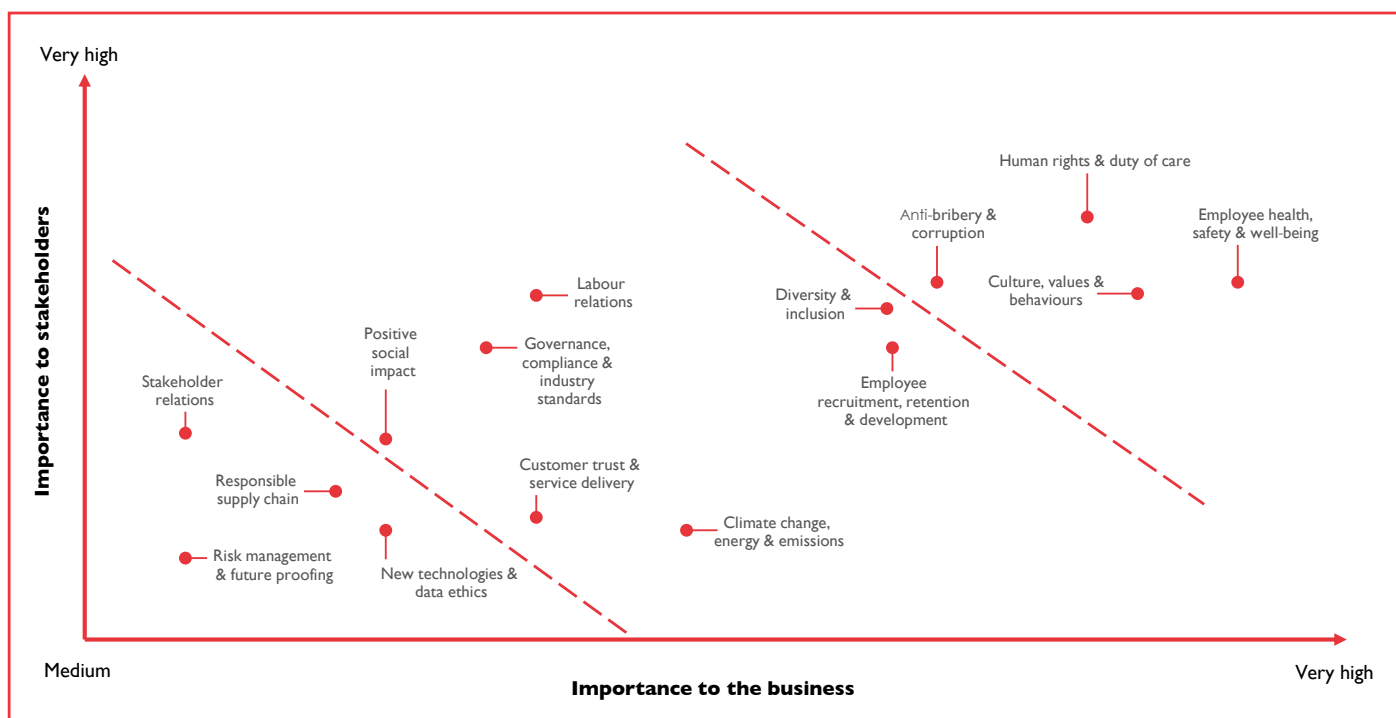 Very high
Importance to stakeholders
Human rights & duty of care
Anti-bribery &
corruption
Employee health,
safety & well-being
Culture, values &
behaviours
Diversity &
inclusion
Labour
relations
Positive
social
impact
Governance,
compliance &
industry
standards
Stakeholder
relations
Employee
recruitment, retention
& development
Customer trust &
service delivery
Responsible
supply chain
Climate change,
energy & emissions
Risk management
& future proofing
New technologies &
data ethics
Medium
Very high
Importance to the business